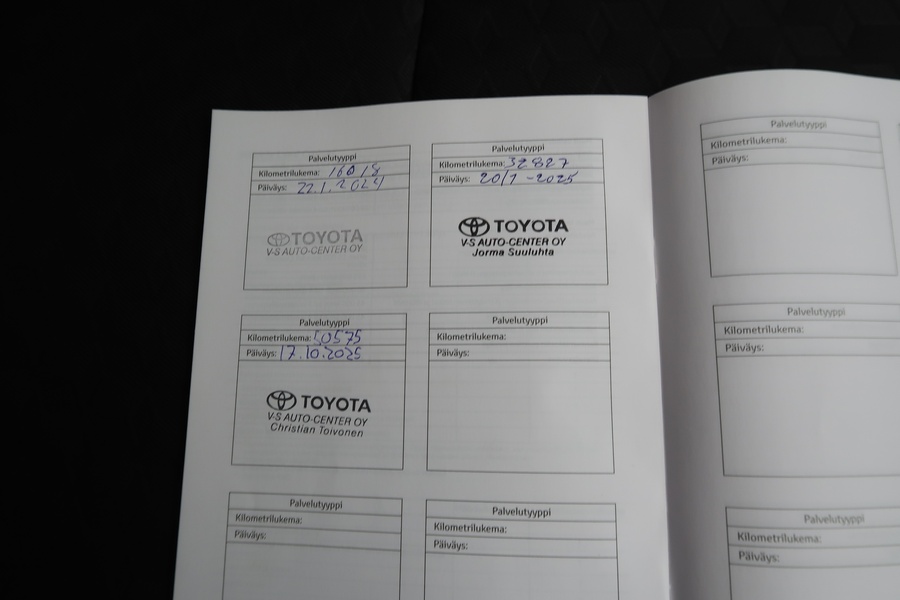 Palvelutyyppi
Kilometrilukema: 16018
Päiväys: 22.1.2024
TOYOTA
V-S AUTO-CENTER OY
Palvelutyyppi
Kilometrilukema: 32827
Päiväys: 20/1-2025
TOYOTA
V-S AUTO-CENTER OY
Jorma Suuluhta
Palvelutyyppi
Kilometrilukema: 50575
Päiväys: 17.10.2025
TOYOTA
V-S AUTO-CENTER OY
Christian Toivonen
Palvelutyyppi
Kilometrilukema:
Päiväys:
Palvelutyyppi
Kilometrilukema:
Päiväys:
Palvelutyyppi
Kilometrilukema:
Päiväys:
Palvelutyyppi
Kilometrilukema:
Päiväys:
Palvelutyyppi
Kilometrilukema:
Päiväys:
Palvelutyyppi
Kilometrilukema:
Päiväys: